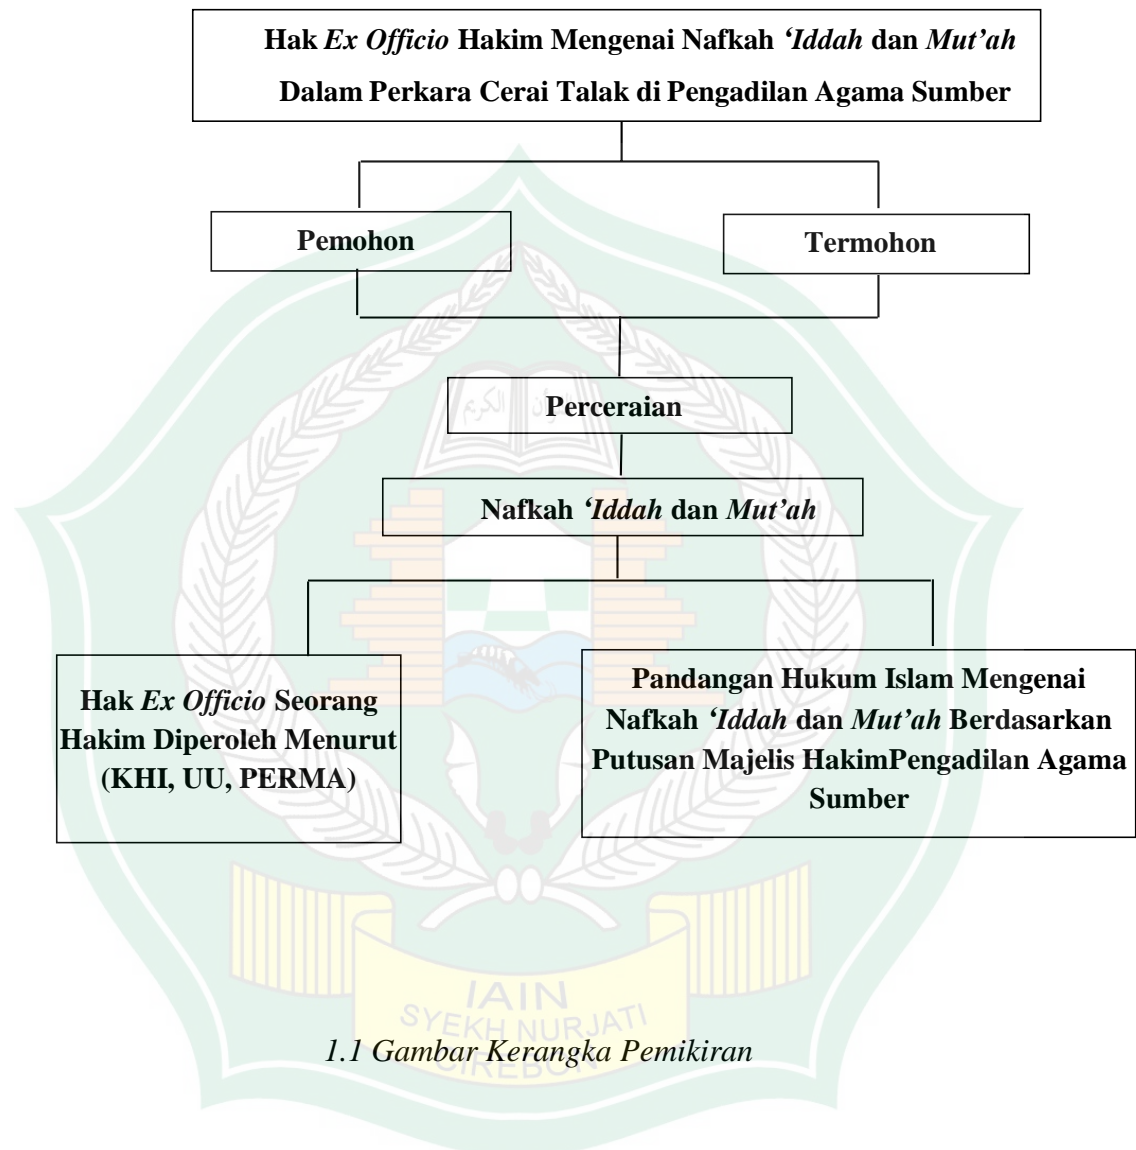 Hak Ex Officio Hakim Mengenai Nafkah ‘Iddah dan Mut’ah
Dalam Perkara Cerai Talak di Pengadilan Agama Sumber
Pemohon
Termohon
الكريم
Perceraian
Nafkah ‘Iddah dan Mut’ah
Hak Ex Officio Seorang
Hakim Diperoleh Menurut
(KHI, UU, PERMA)
Pandangan Hukum Islam Mengenai
Nafkah ‘Iddah dan Mut’ah Berdasarkan
Putusan Majelis HakimPengadilan Agama
Sumber
IAIN
SYEKH NURJATI
CIREBON
1.1 Gambar Kerangka Pemikiran